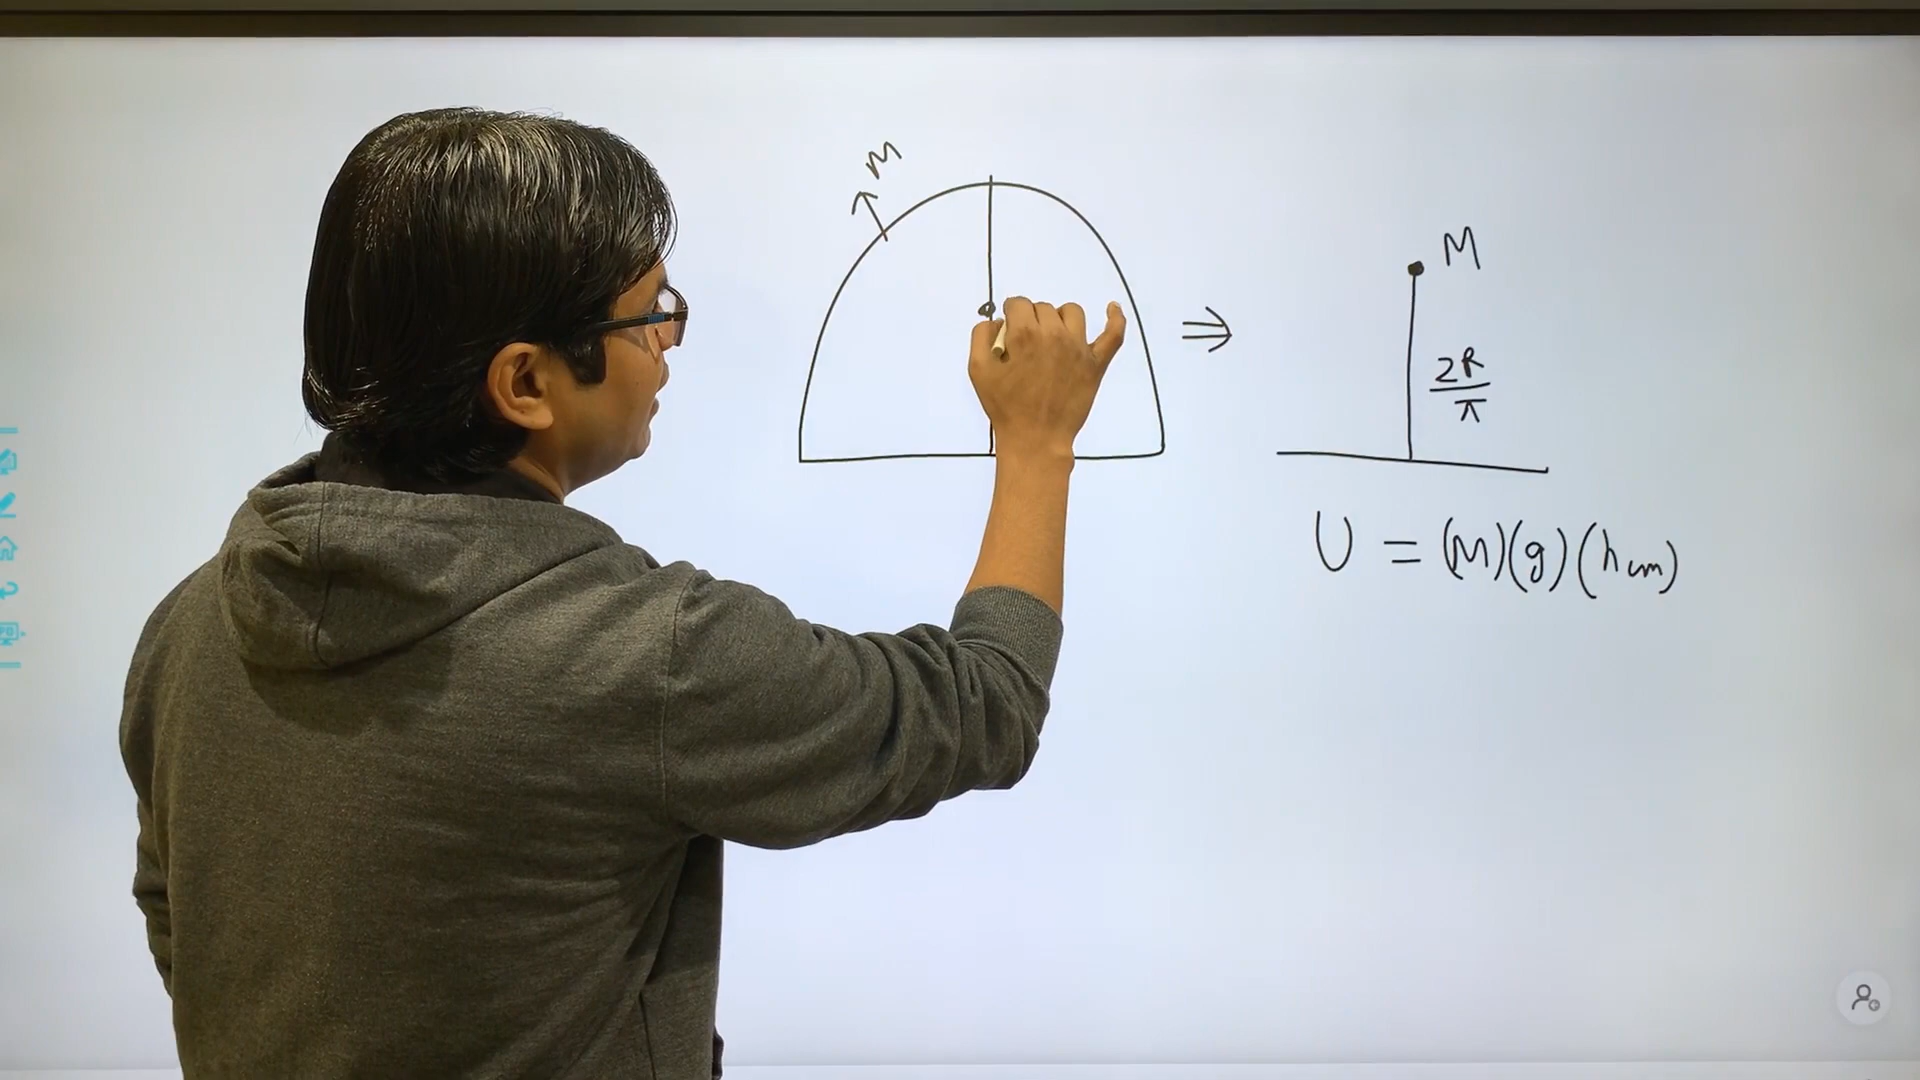 M
M
2R
π
U = (M)(g)(hcm)